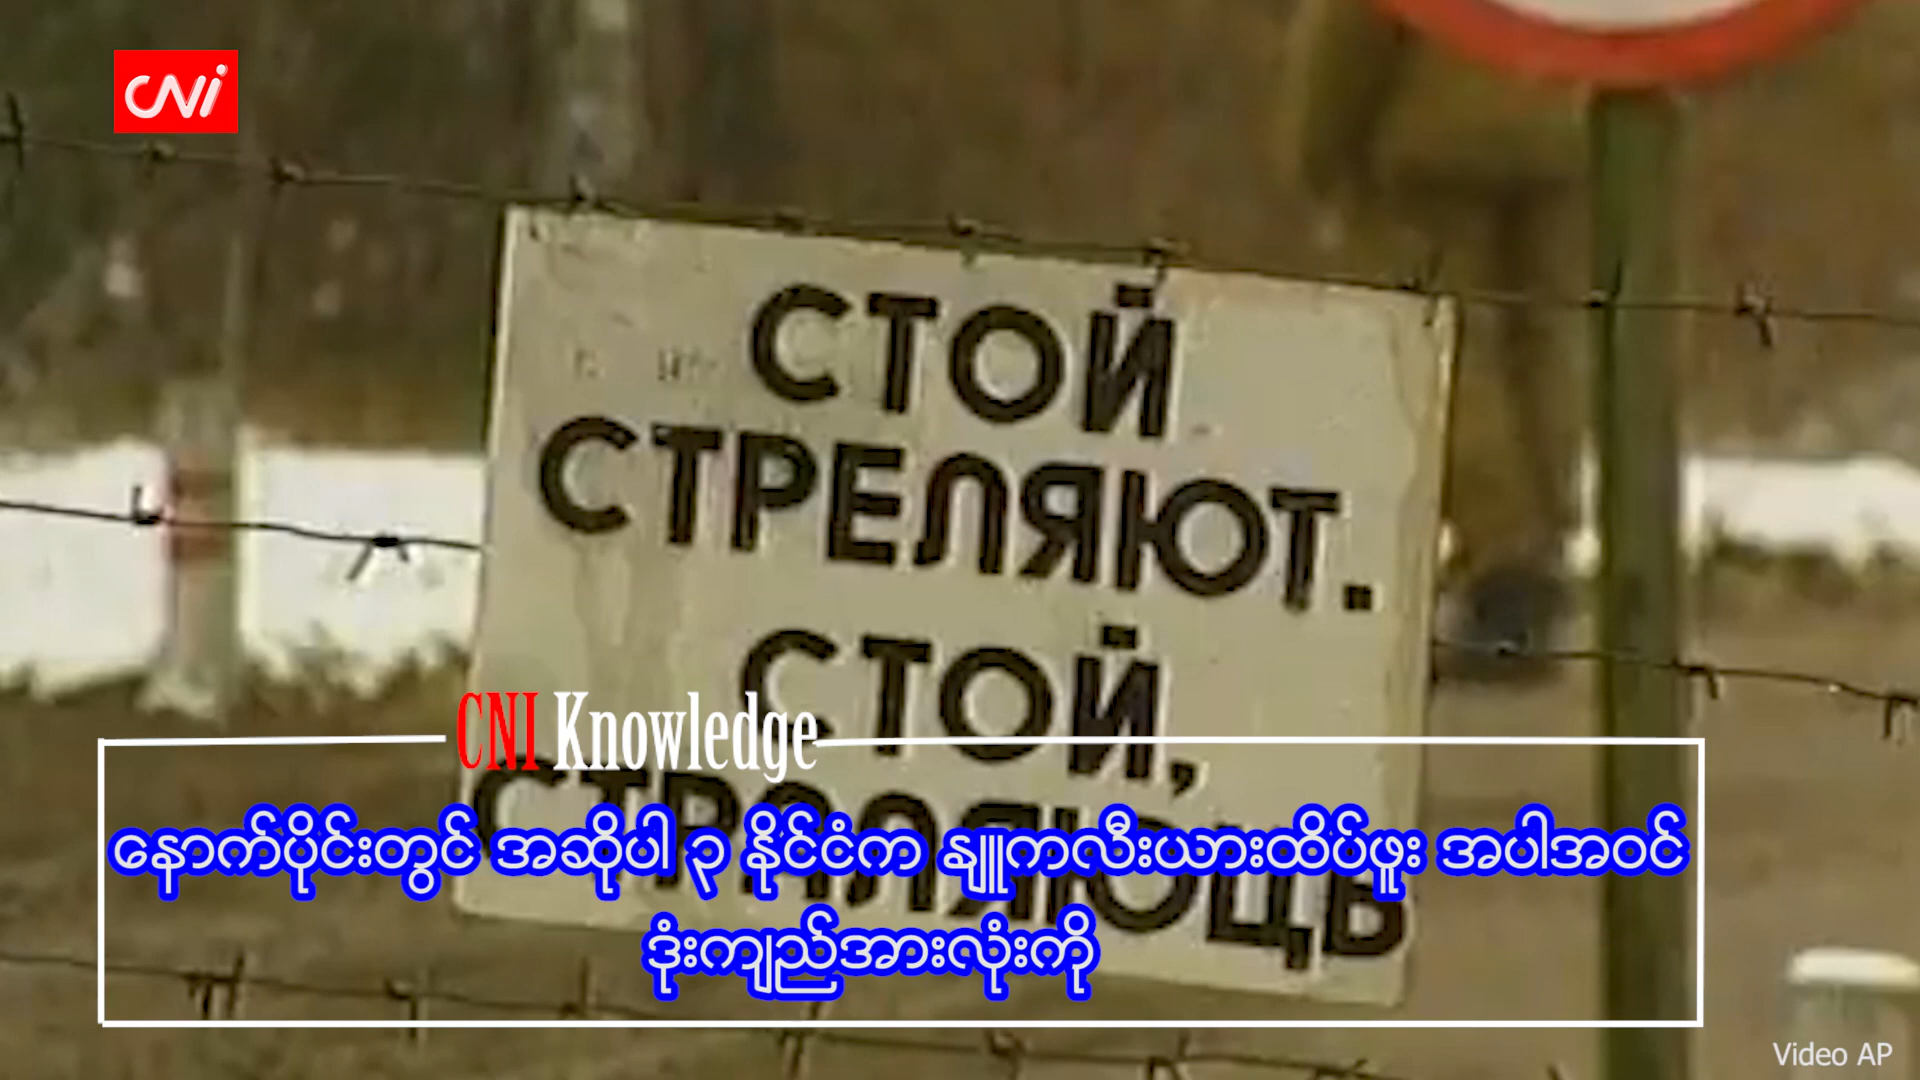 CNi
СТОЙ
СТРЕЛЯЮТ.
СТОЙ,
СТРАЛЯЮЦЬ
CNI Knowledge
နောက်ပိုင်းတွင် အဆိုပါ ၃ နိုင်ငံက နျူကလီးယားထိပ်ဖူး အပါအဝင်
ဒုံးကျည်အားလုံးကို
Video AP